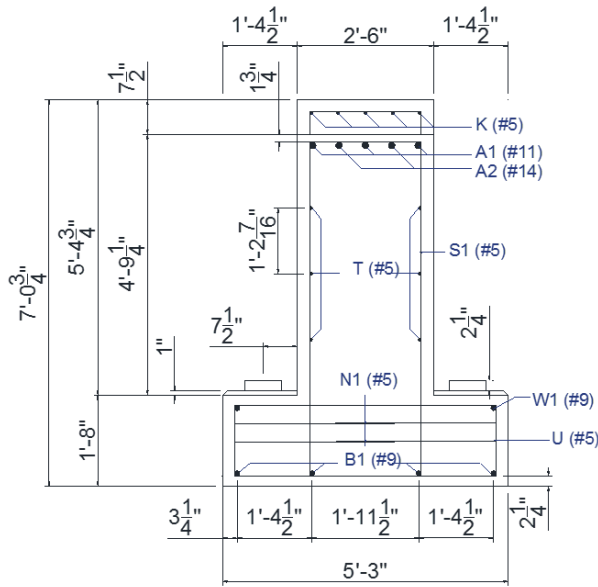 1'-4 1/2" 2'-6" 1'-4 1/2"
7 1/2"
1 3/4"
K (#5)
A1 (#11)
A2 (#14)
7'-0 3/4"
5'-4 3/4"
4'-9 1/4"
1'-2 7/16"
S1 (#5)
T (#5)
7 1/2"
1"
2 1/4"
N1 (#5)
W1 (#9)
U (#5)
1'-8"
B1 (#9)
3 1/4" 1'-4 1/2" 1'-11 1/2" 1'-4 1/2" 2 1/4"
5'-3"